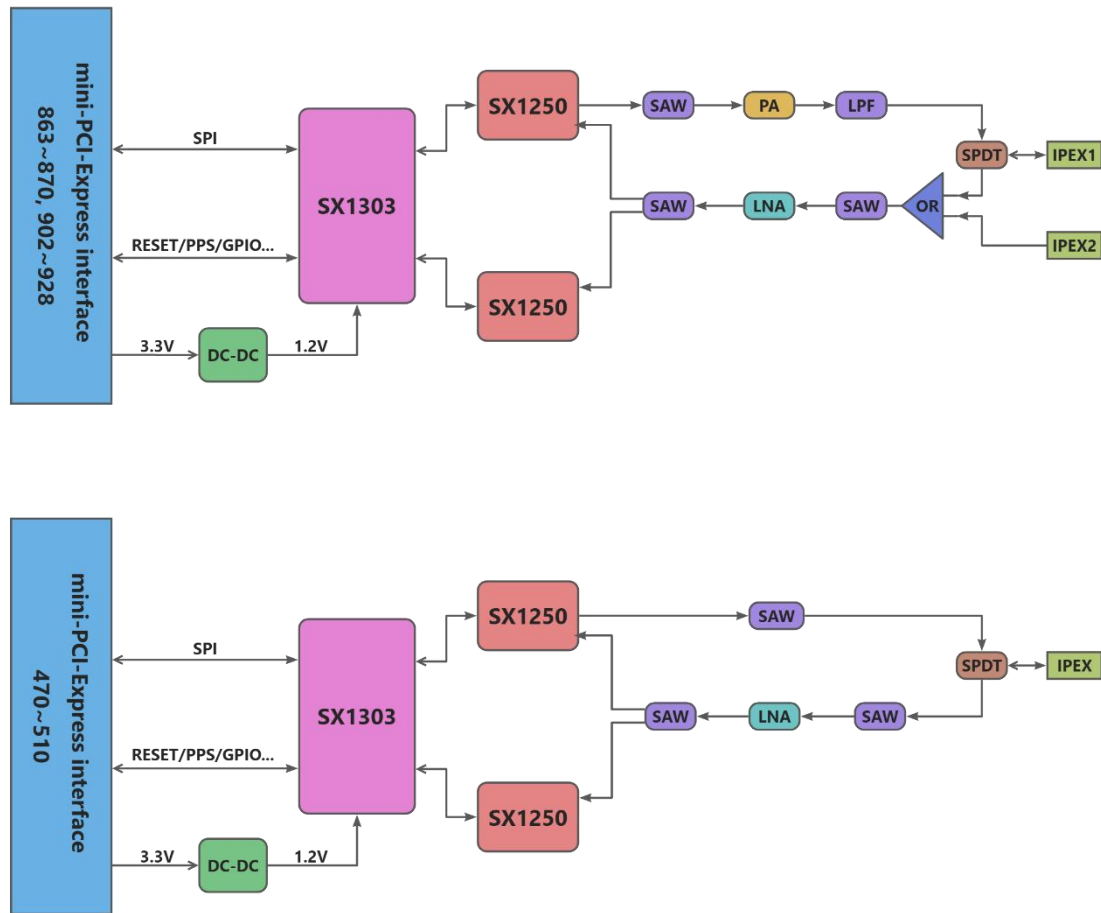 mini-PCI-Express interface
863~870, 902~928
SPI
RESET/PPS/GPIO...
3.3V
DC-DC
1.2V
SX1303
SX1250
SX1250
SAW
PA
LPF
SPDT
IPEX1
SAW
LNA
SAW
OR
IPEX2
mini-PCI-Express interface
470~510
SPI
RESET/PPS/GPIO...
3.3V
DC-DC
1.2V
SX1303
SX1250
SX1250
SAW
SPDT
IPEX
SAW
LNA
SAW